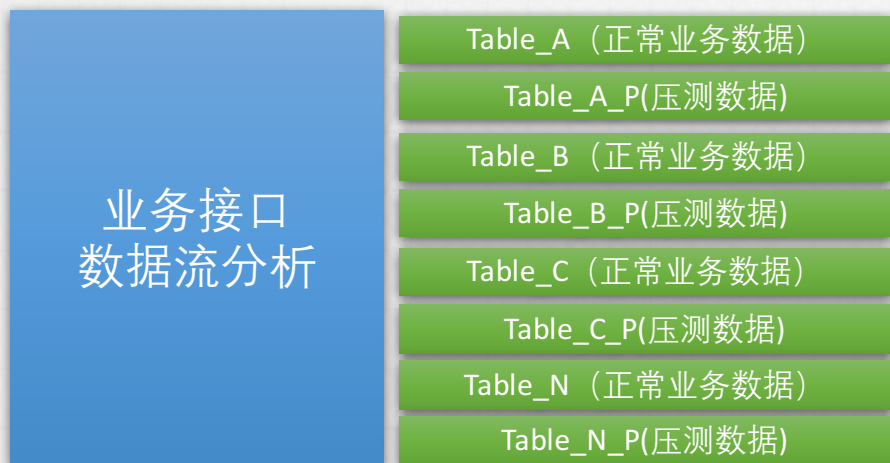 业务接口
数据流分析
Table_A（正常业务数据）
Table_A_P(压测数据)
Table_B（正常业务数据）
Table_B_P(压测数据)
Table_C（正常业务数据）
Table_C_P(压测数据)
Table_N（正常业务数据）
Table_N_P(压测数据)